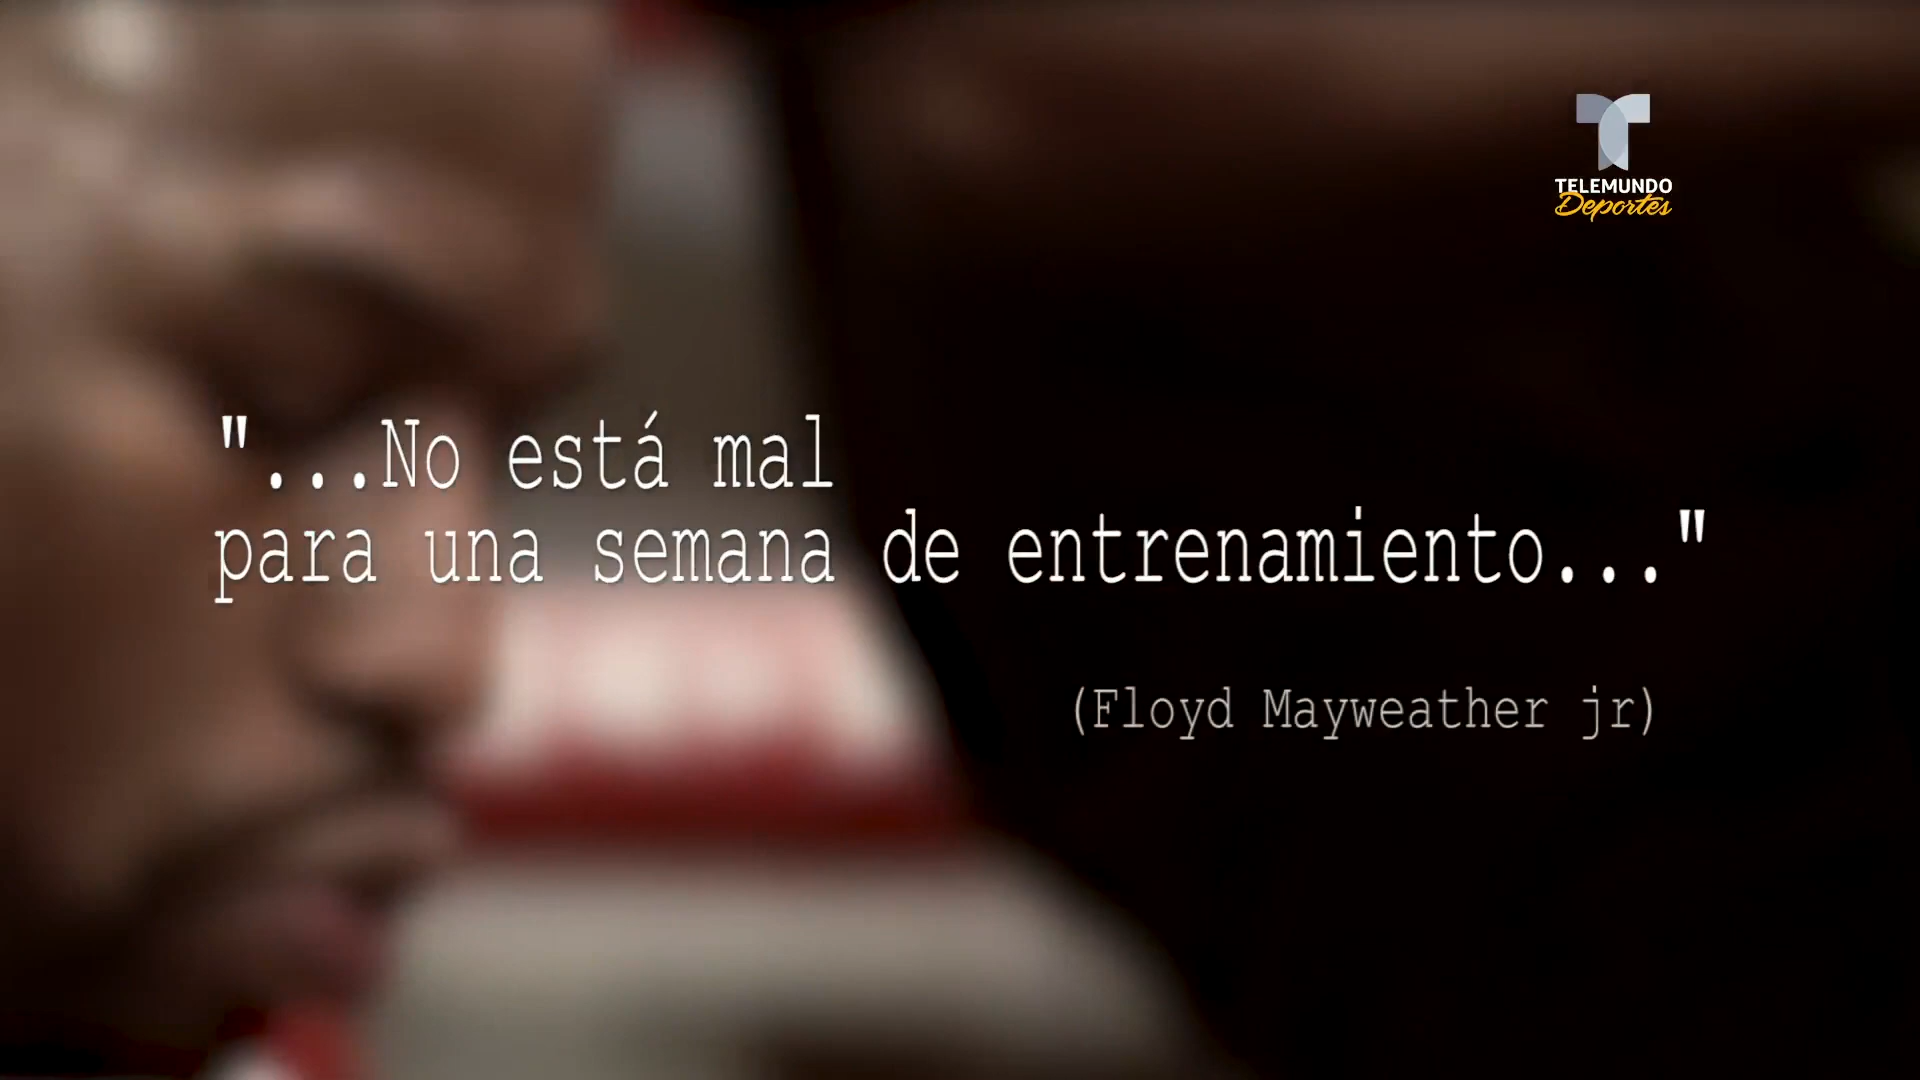 TELEMUNDO
Deportes
"...No está mal
para una semana de entrenamiento..."
(Floyd Mayweather jr)